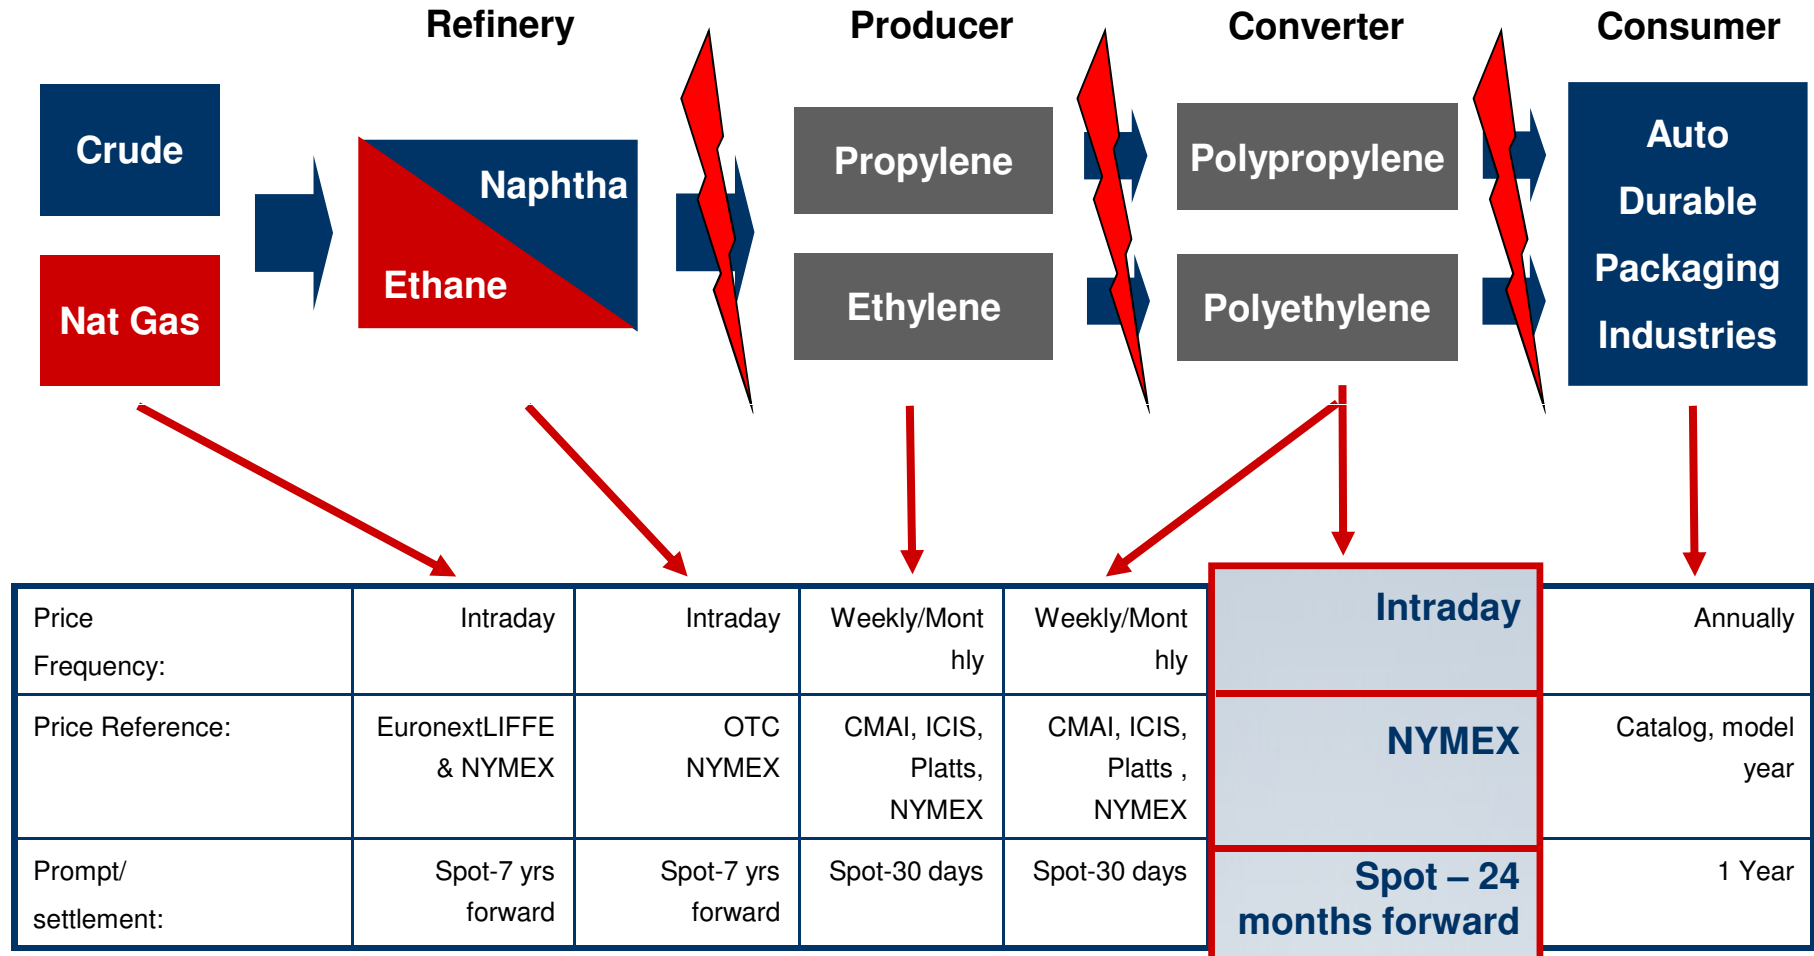 Refinery
Producer
Converter
Consumer
Crude
Nat Gas
Naphtha
Ethane
Propylene
Ethylene
Polypropylene
Polyethylene
Auto
Durable
Packaging
Industries
Price
Frequency:
Intraday
Intraday
Weekly/Mont
hly
Weekly/Mont
hly
Intraday
Annually
Price Reference:
EuronextLIFFE
& NYMEX
OTC
NYMEX
CMAI, ICIS,
Platts,
NYMEX
CMAI, ICIS,
Platts ,
NYMEX
NYMEX
Catalog, model
year
Prompt/
settlement:
Spot-7 yrs
forward
Spot-7 yrs
forward
Spot-30 days
Spot-30 days
Spot – 24
months forward
1 Year